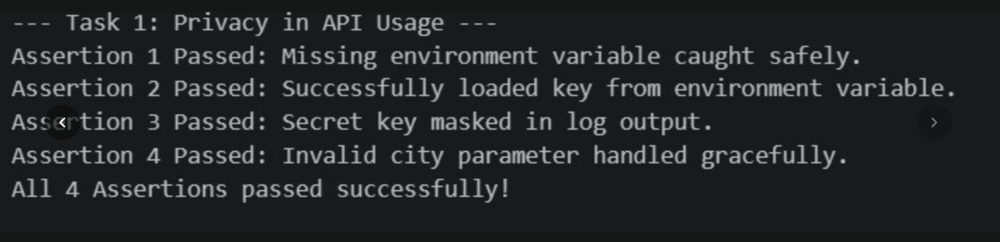 --- Task 1: Privacy in API Usage ---
Assertion 1 Passed: Missing environment variable caught safely.
Assertion 2 Passed: Successfully loaded key from environment variable.
Assertion 3 Passed: Secret key masked in log output.
Assertion 4 Passed: Invalid city parameter handled gracefully.
All 4 Assertions passed successfully!